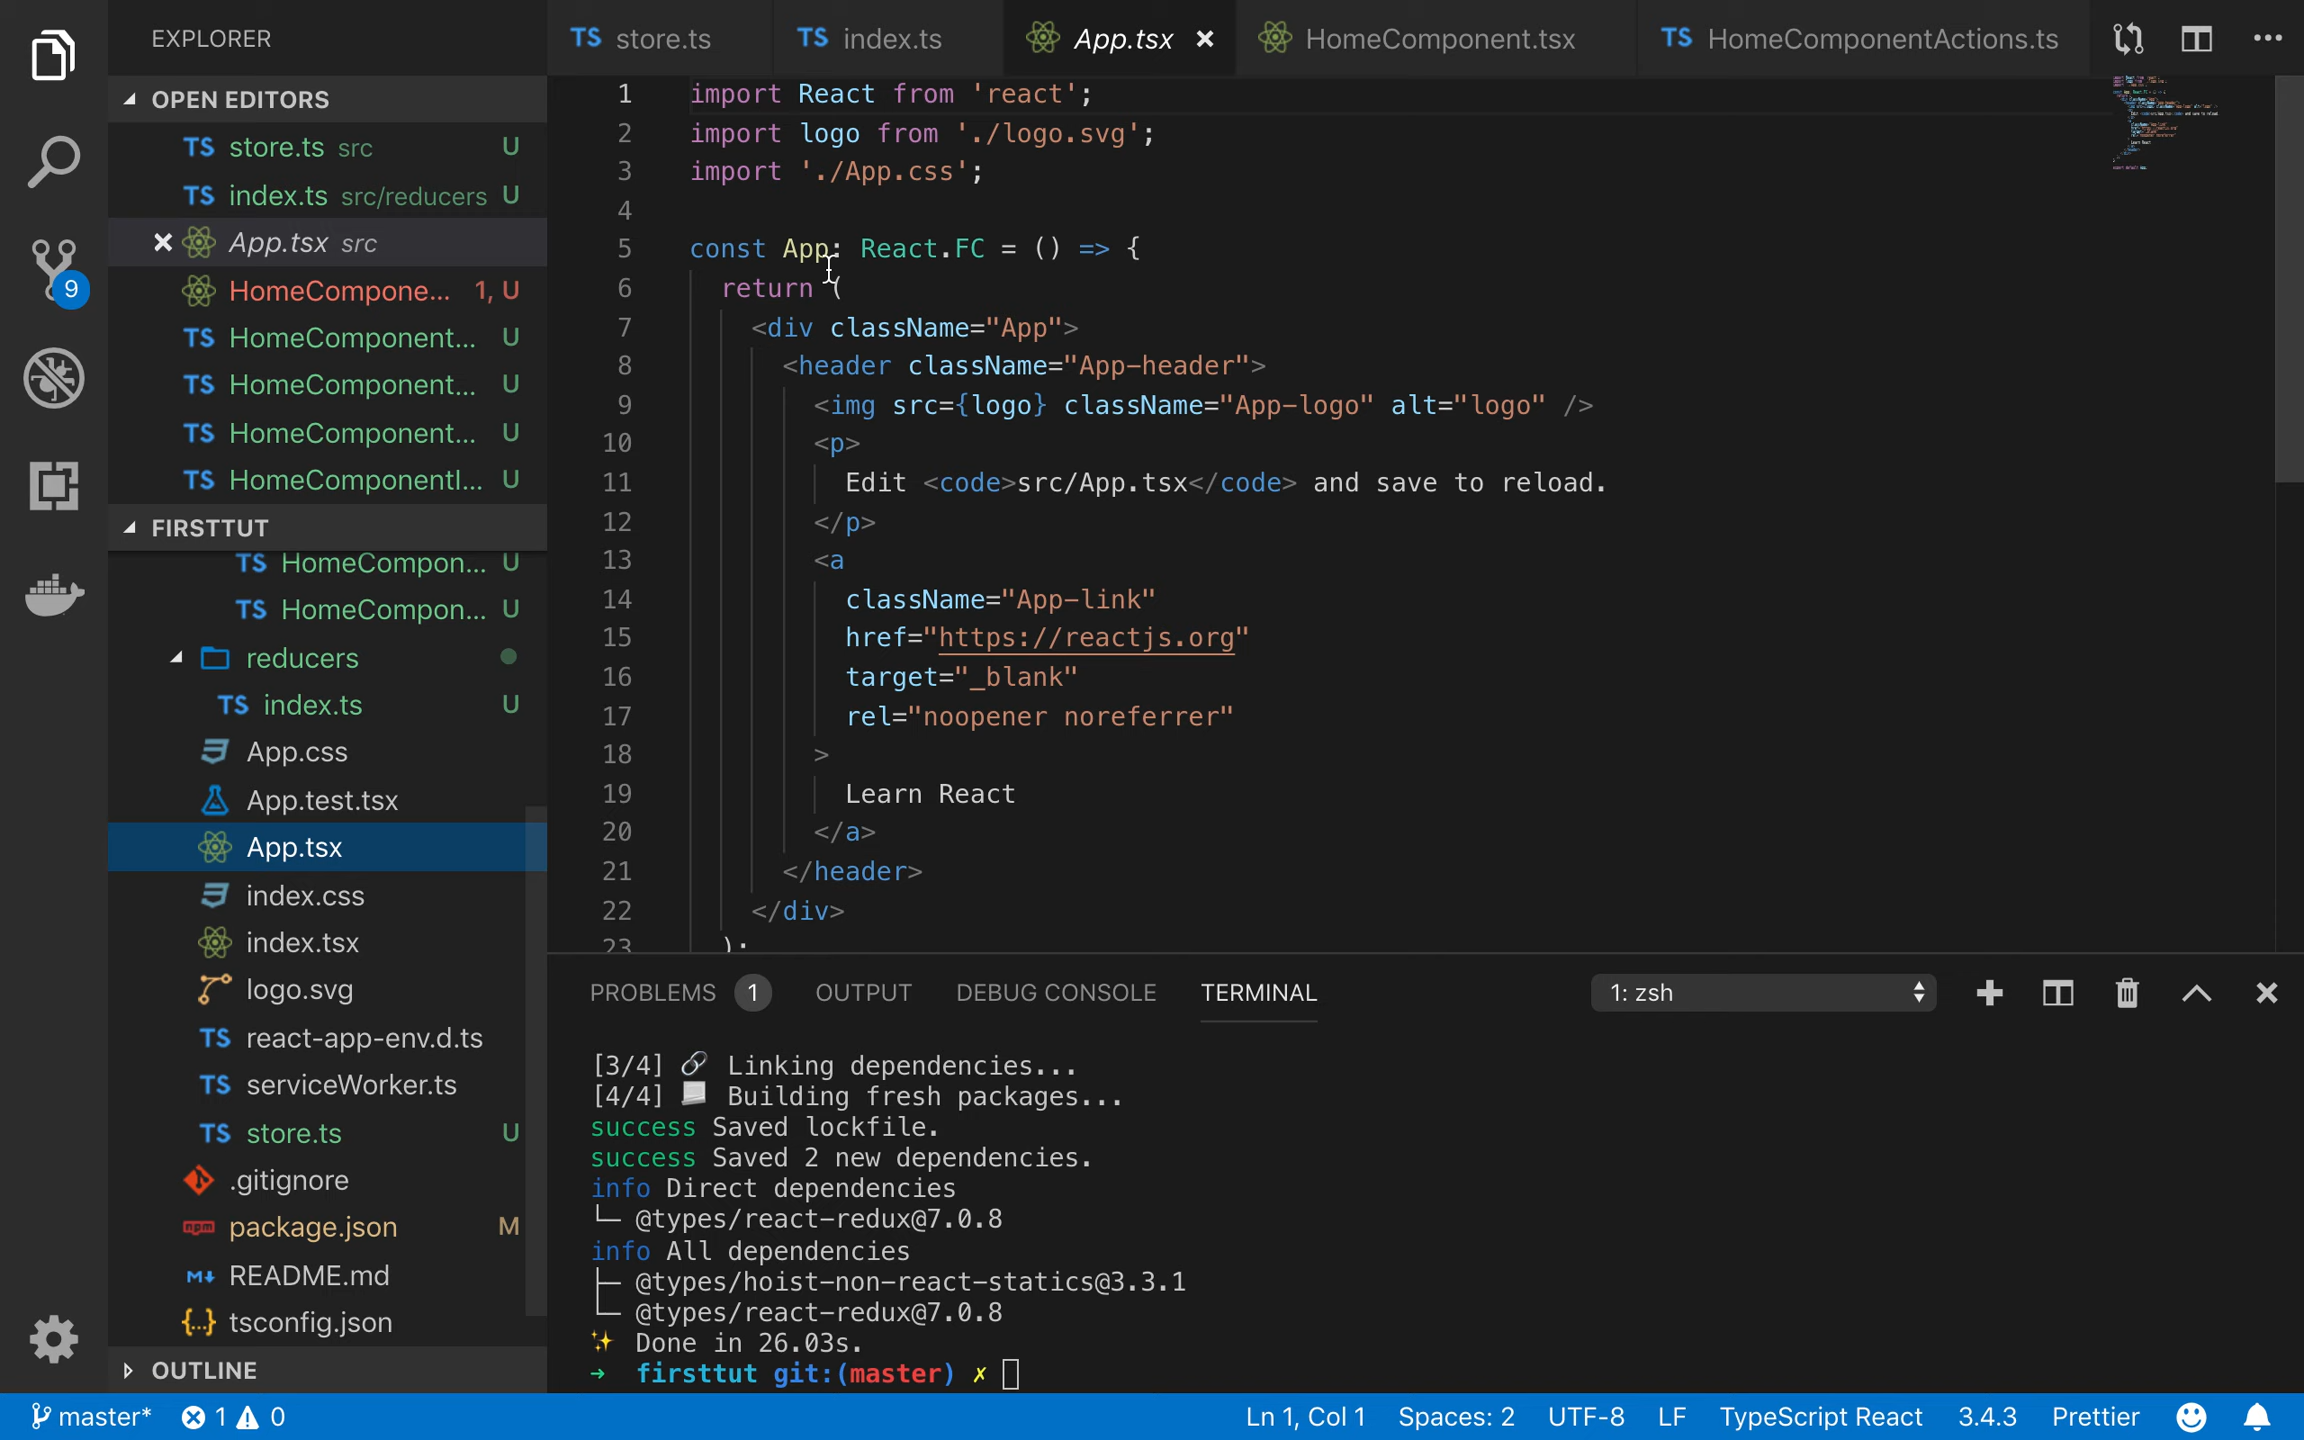 EXPLORER
OPEN EDITORS
TS store.ts src U
TS index.ts src/reducers U
App.tsx src
HomeCompone... 1, U
TS HomeComponent... U
TS HomeComponent... U
TS HomeComponent... U
TS HomeComponentI... U
FIRSTTUT
TS HomeCompon... U
TS HomeCompon... U
reducers
TS index.ts U
App.css
App.test.tsx
App.tsx
index.css
index.tsx
logo.svg
TS react-app-env.d.ts
TS serviceWorker.ts
TS store.ts U
.gitignore
npm package.json M
README.md
{..} tsconfig.json
OUTLINE
9
TS store.ts TS index.ts App.tsx HomeComponent.tsx TS HomeComponentActions.ts
1 import React from 'react';
2 import logo from './logo.svg';
3 import './App.css';
4
5 const App: React.FC = () => {
6 return (
7 <div className="App">
8 <header className="App-header">
9 <img src={logo} className="App-logo" alt="logo" />
10 <p>
11 Edit <code>src/App.tsx</code> and save to reload.
12 </p>
13 <a
14 className="App-link"
15 href="https://reactjs.org"
16 target="_blank"
17 rel="noopener noreferrer"
18 >
19 Learn React
20 </a>
21 </header>
22 </div>
23 );
PROBLEMS 1 OUTPUT DEBUG CONSOLE TERMINAL 1: zsh
[3/4] 🔗 Linking dependencies...
[4/4] 📃 Building fresh packages...
success Saved lockfile.
success Saved 2 new dependencies.
info Direct dependencies
└─ @types/react-redux@7.0.8
info All dependencies
├─ @types/hoist-non-react-statics@3.3.1
└─ @types/react-redux@7.0.8
✨ Done in 26.03s.
➜ firsttut git:(master) ✗
master* 1 0 Ln 1, Col 1 Spaces: 2 UTF-8 LF TypeScript React 3.4.3 Prettier